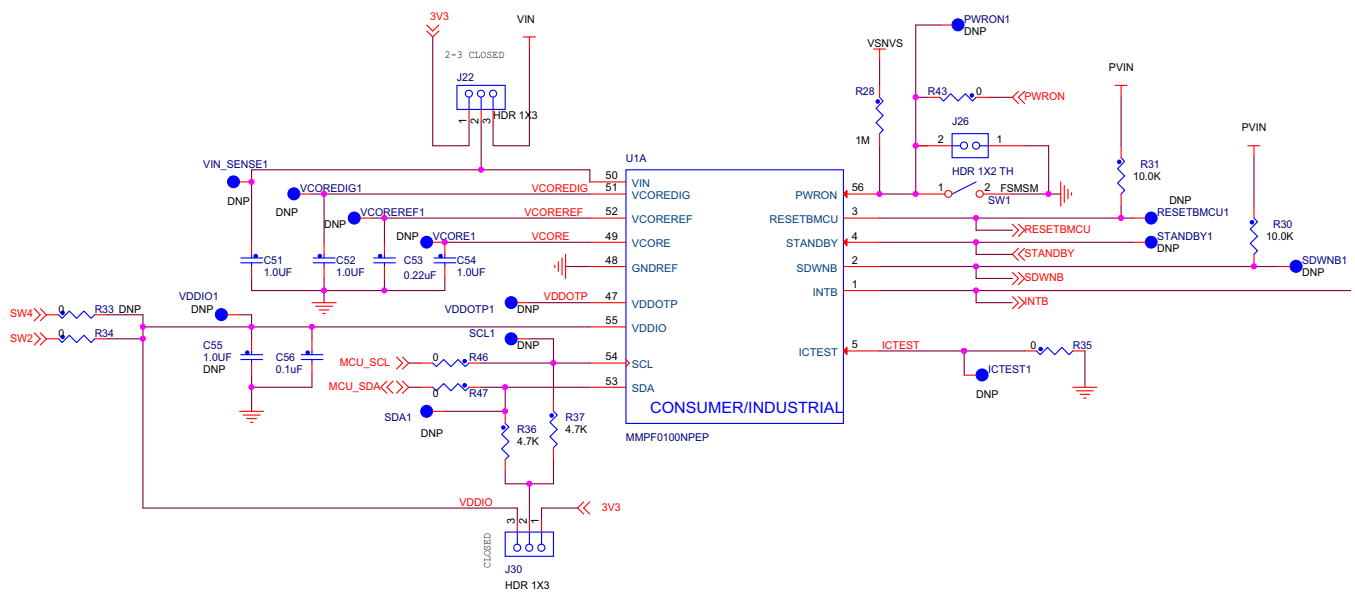 3V3
VIN
PWRON1
DNP
2-3 CLOSED
VSNVS
J22
HDR 1X3
1
2
3
R28
1M
R43
0
PWRON
PVIN
J26
2
1
HDR 1X2 TH
PVIN
VIN_SENSE1
DNP
U1A
R31
10.0K
VCOREDIG1
DNP
VCOREDIG
50
VIN
51
VCOREDIG
PWRON
56
1
2
FSMSM
SW1
DNP
VCOREREF1
DNP
VCOREREF
52
VCOREREF
RESETBMCU
3
RESETBMCU1
RESETBMCU
R30
10.0K
VCORE1
DNP
VCORE
49
VCORE
STANDBY
4
STANDBY1
DNP
STANDBY
C51
1.0UF
C52
1.0UF
C53
0.22uF
C54
1.0UF
48
GNDREF
SDWNB
2
SDWNB1
DNP
SDWNB
INTB
1
INTB
VDDIO1
DNP
VDDOTP1
VDDOTP
DNP
47
VDDOTP
SW4
0
R33
DNP
SW2
0
R34
55
VDDIO
SCL1
DNP
C55
1.0UF
DNP
C56
0.1uF
ICTEST
5
ICTEST
0
R35
ICTEST1
DNP
MCU_SCL
0
R46
54
SCL
MCU_SDA
0
R47
53
SDA
CONSUMER/INDUSTRIAL
SDA1
DNP
R36
4.7K
R37
4.7K
MMPF0100NPEP
VDDIO
3V3
3
2
1
CLOSED
J30
HDR 1X3